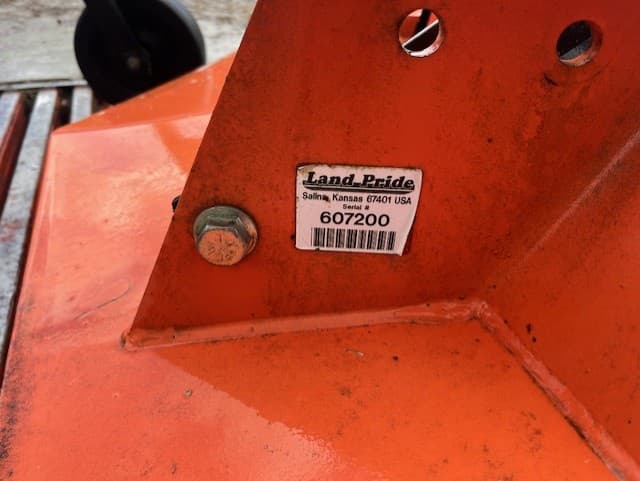 Land Pride
Salina, Kansas 67401 USA
Serial #
607200